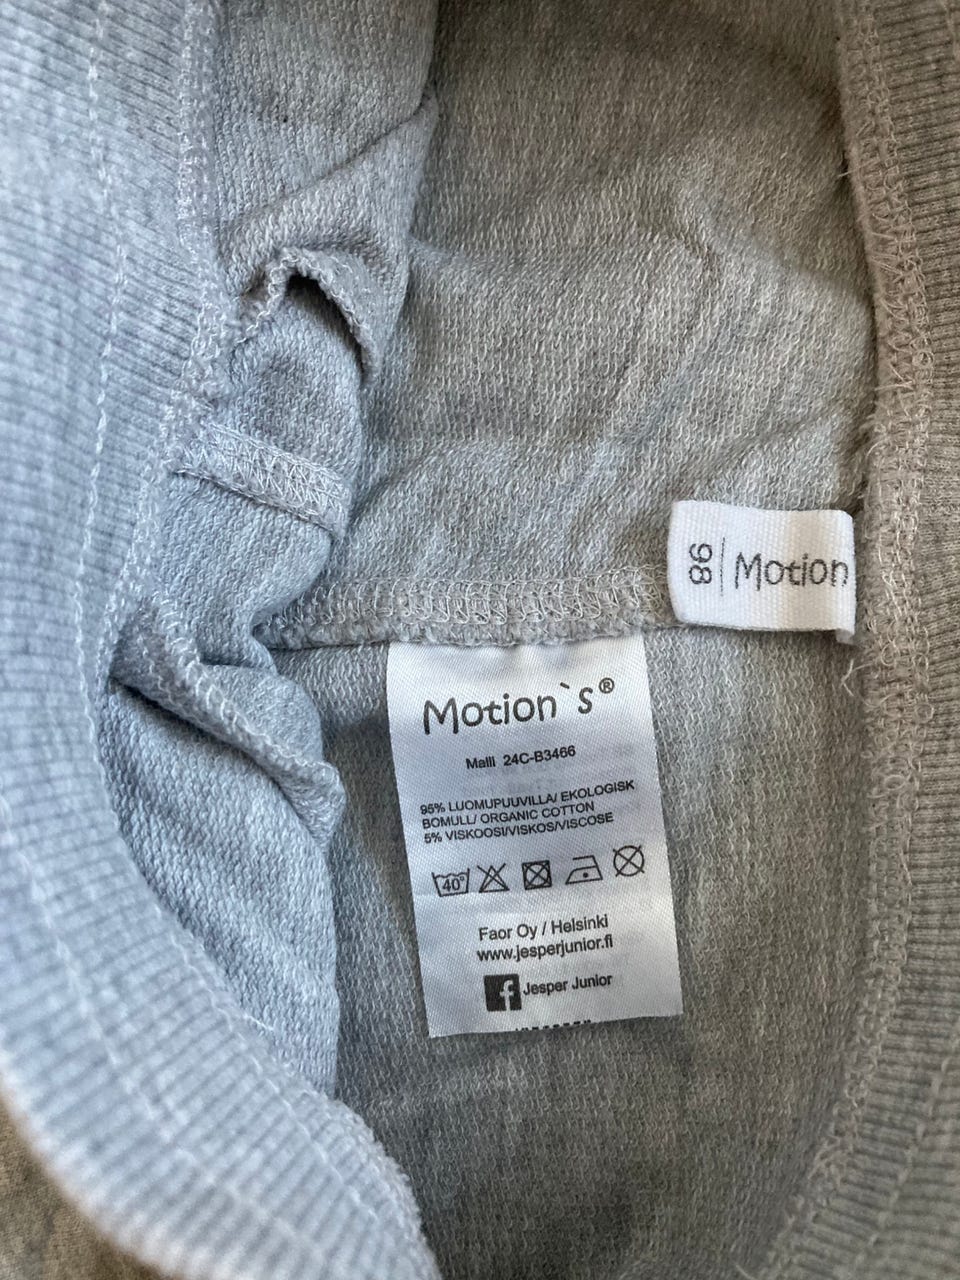 98 | Motion
Motion`s®
Malli 24C-B3466
95% LUOMUPUUVILLA/ EKOLOGISK
BOMULL/ ORGANIC COTTON
5% VISKOOSI/VISKOS/VISCOSE
40°
Faor Oy / Helsinki
www.jesperjunior.fi
f Jesper Junior